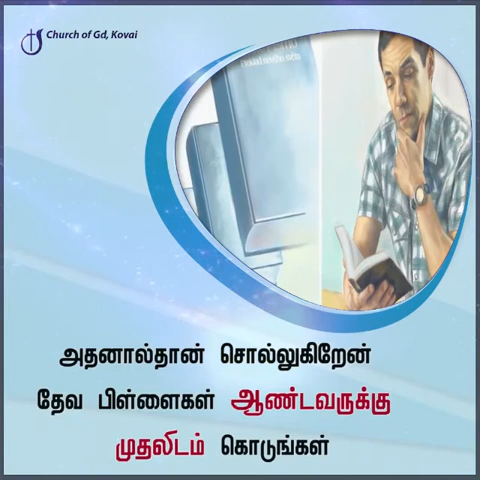 Church of Gd, Kovai
அதனால்தான் சொல்லுகிறேன்
தேவ பிள்ளைகள் ஆண்டவருக்கு
முதலிடம் கொடுங்கள்